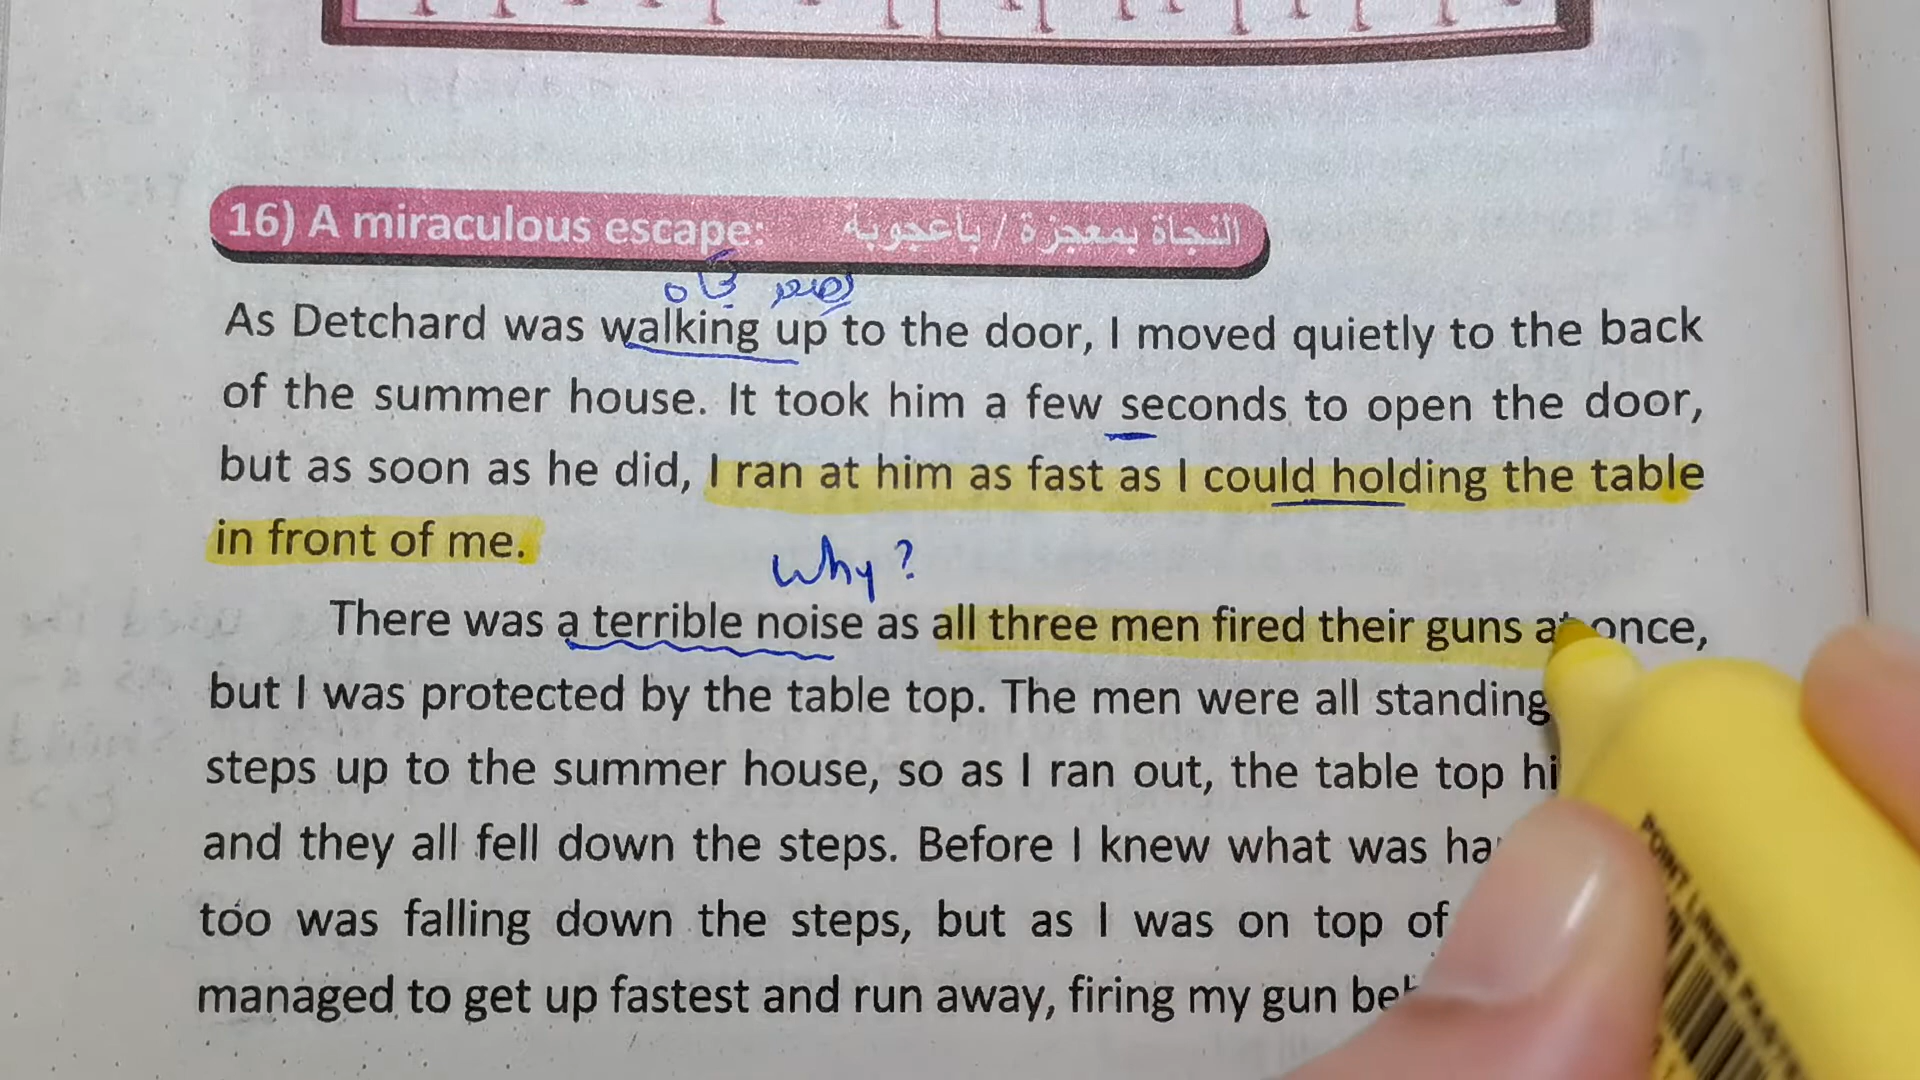 16) A miraculous escape: النجاة بمعجزة / بأعجوبة
يصعد تجاه
As Detchard was walking up to the door, I moved quietly to the back
of the summer house. It took him a few seconds to open the door,
but as soon as he did, I ran at him as fast as I could holding the table
in front of me.
Why?
There was a terrible noise as all three men fired their guns at once,
but I was protected by the table top. The men were all standing
steps up to the summer house, so as I ran out, the table top
and they all fell down the steps. Before I knew what was
too was falling down the steps, but as I was on top of
managed to get up fastest and run away, firing my gun
POINT LINER